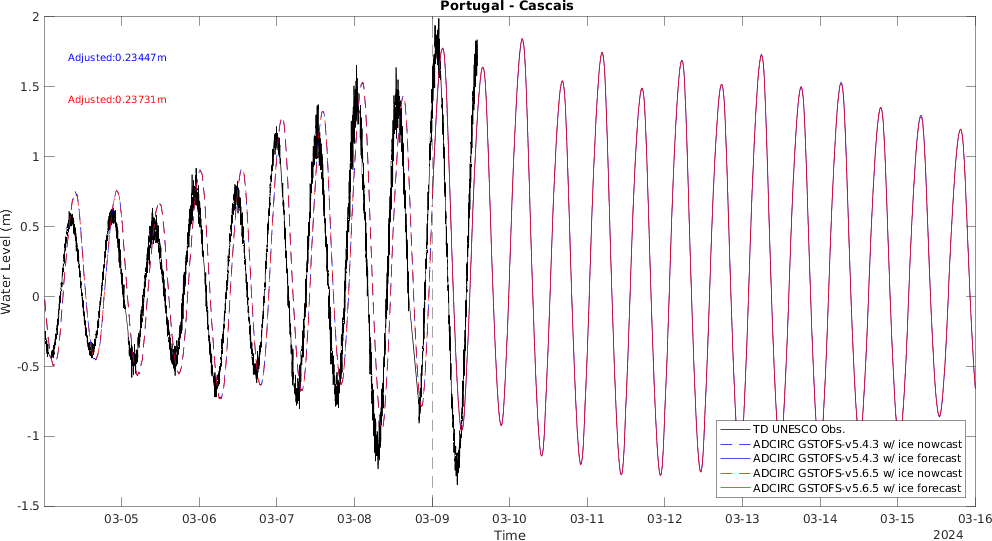 Portugal - Cascais
2
Adjusted:0.23447m
1.5
Adjusted:0.23731m
1
0.5
Water Level (m)
0
-0.5
-1
TD UNESCO Obs.
ADCIRC GSTOFS-v5.4.3 w/ ice nowcast
ADCIRC GSTOFS-v5.4.3 w/ ice forecast
ADCIRC GSTOFS-v5.6.5 w/ ice nowcast
ADCIRC GSTOFS-v5.6.5 w/ ice forecast
-1.5
03-05 03-06 03-07 03-08 03-09 03-10 03-11 03-12 03-13 03-14 03-15 03-16
Time
2024